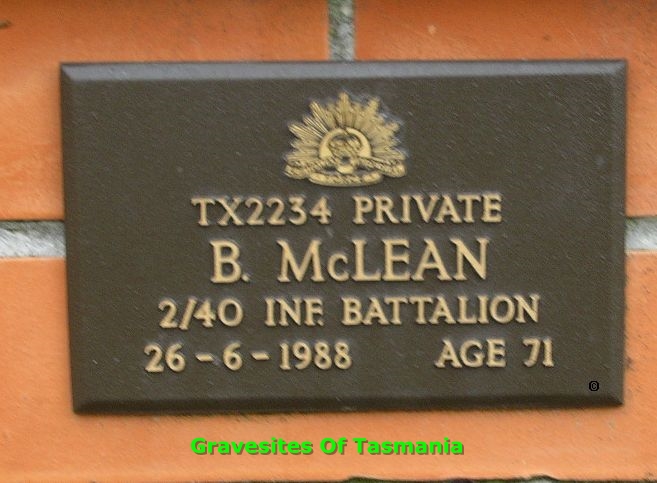 TX2234 PRIVATE
B. McLEAN
2/40 INF. BATTALION
26-6-1988 AGE 71
©
Gravesites Of Tasmania